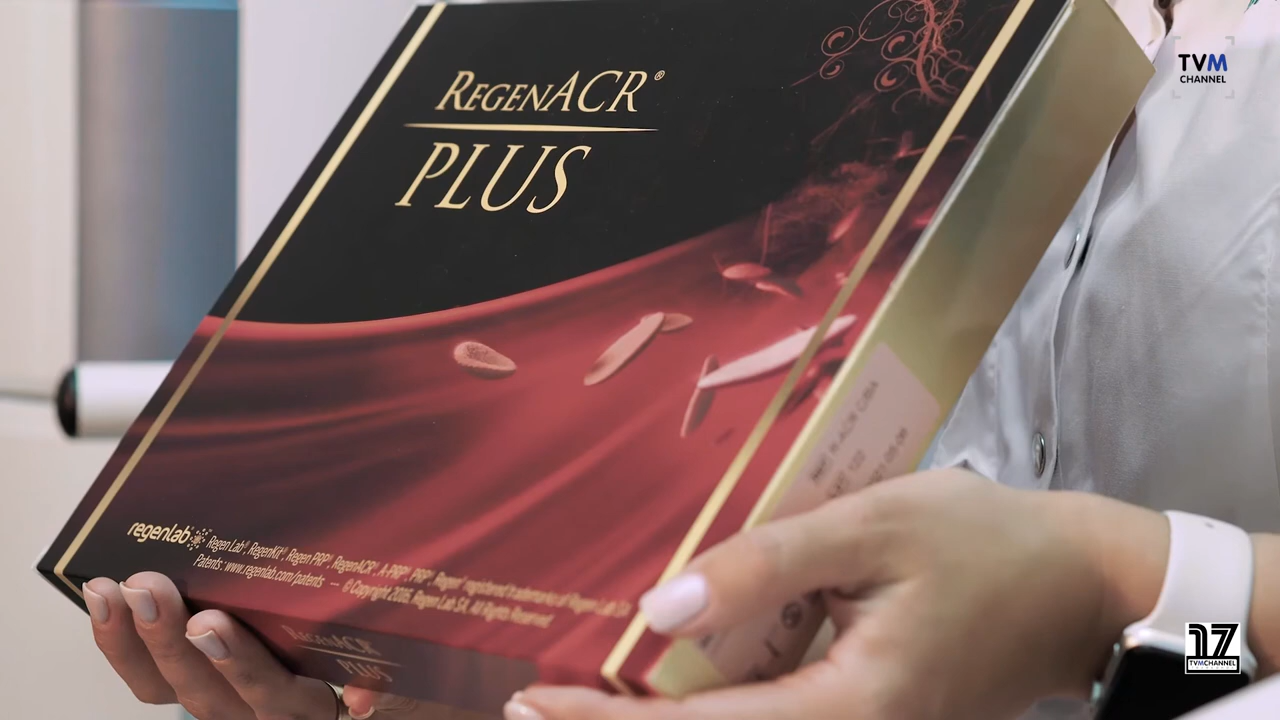 TVM
CHANNEL
REGENACR®
PLUS
regenlab
Regen Lab®, RegenKit®, Regen PRP®, RegenACR®, A-PRP®, PRP®, Regen® registered trademarks of Regen Lab SA
Patents : www.regenlab.com/patents — © Copyright 2016, Regen Lab SA, All Rights Reserved.
REGENACR
PLUS
17
TVMCHANNEL